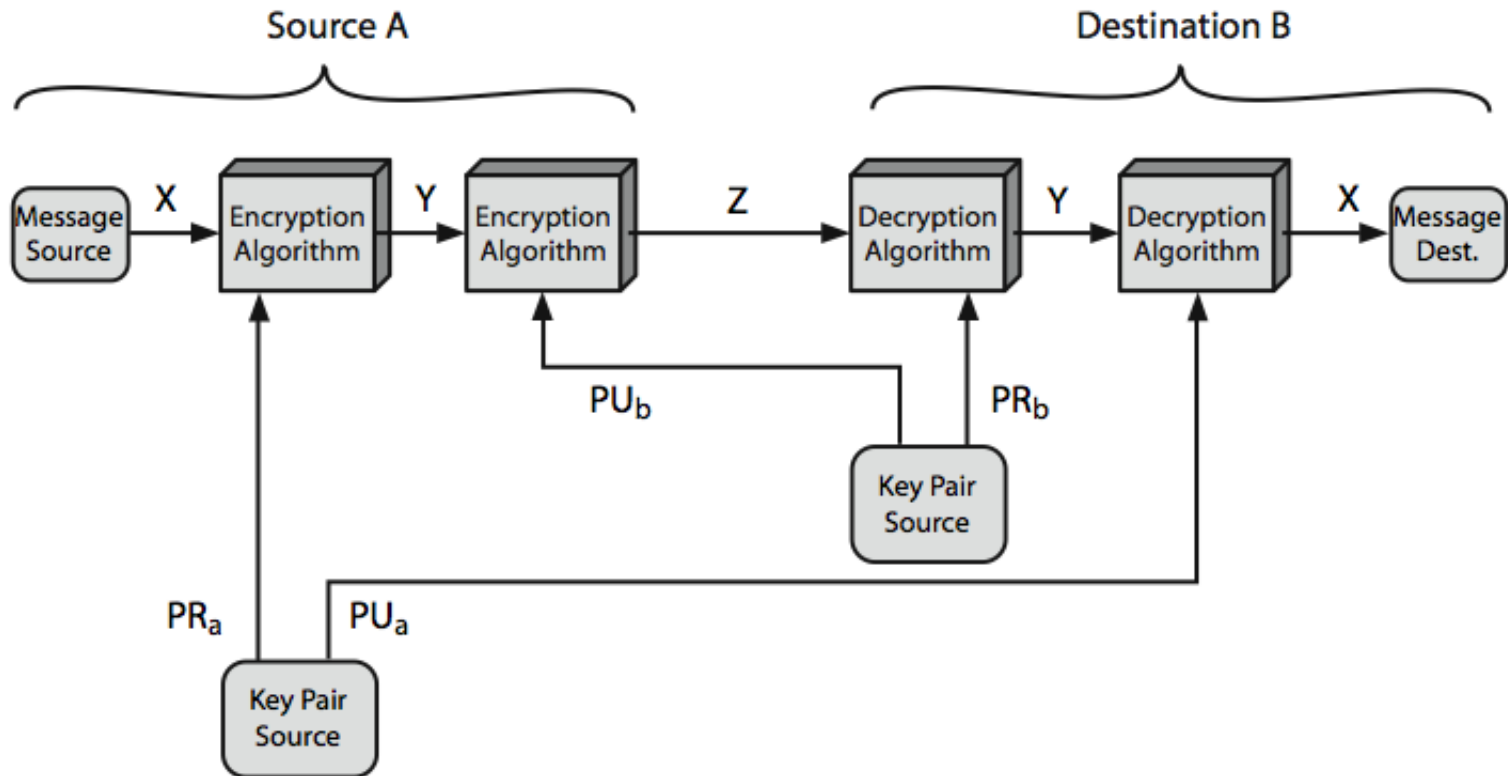 Source A
Destination B
Message
Source
X
Encryption
Algorithm
Y
Encryption
Algorithm
Z
Decryption
Algorithm
Y
Decryption
Algorithm
X
Message
Dest.
PUb
PRb
Key Pair
Source
PRa
PUa
Key Pair
Source